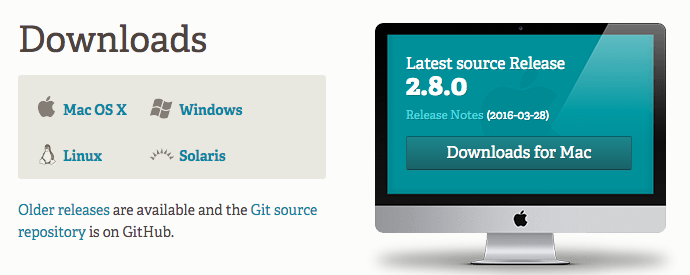 Downloads
Mac OS X
Windows
Linux
Solaris
Older releases are available and the Git source
repository is on GitHub.
Latest source Release
2.8.0
Release Notes (2016-03-28)
Downloads for Mac